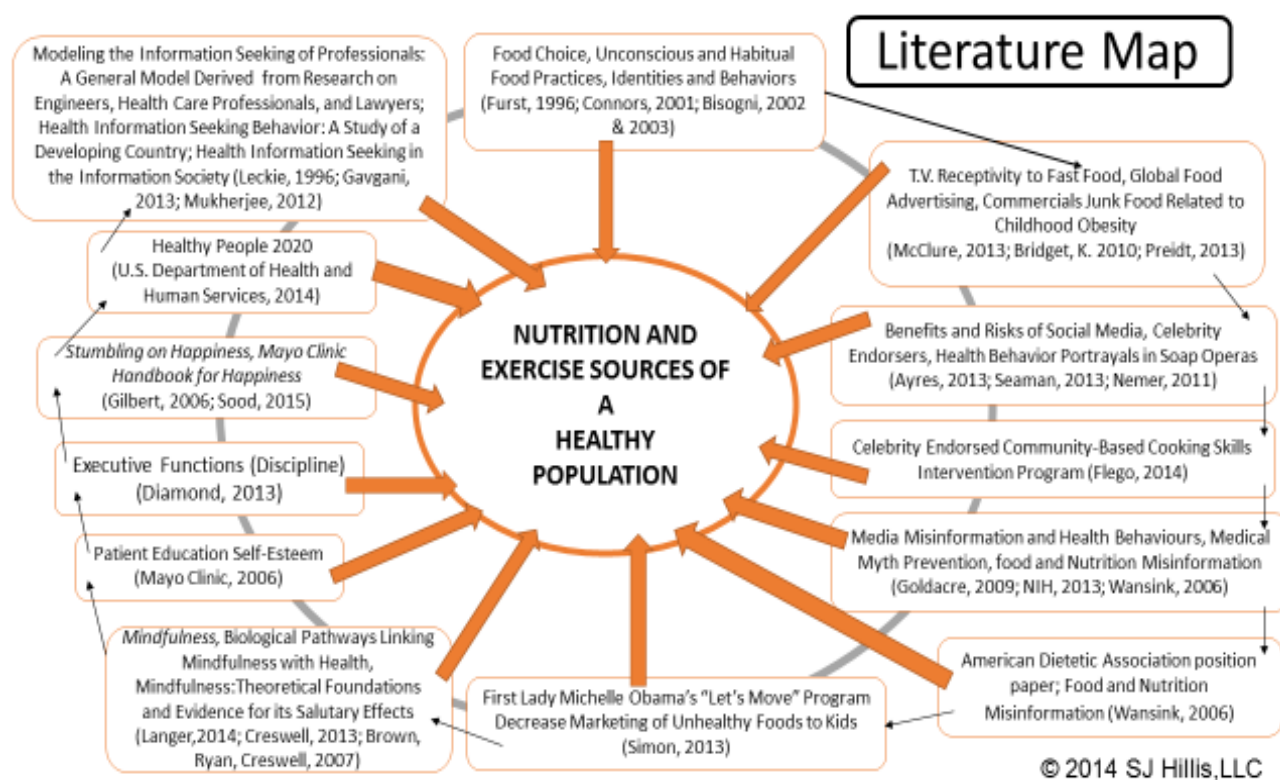 Literature Map
Modeling the Information Seeking of Professionals:
A General Model Derived from Research on
Engineers, Health Care Professionals, and Lawyers;
Health Information Seeking Behavior: A Study of a
Developing Country; Health Information Seeking in
the Information Society (Leckie, 1996; Gavgani,
2013; Mukherjee, 2012)
Food Choice, Unconscious and Habitual
Food Practices, Identities and Behaviors
(Furst, 1996; Connors, 2001; Bisogni, 2002
& 2003)
T.V. Receptivity to Fast Food, Global Food
Advertising, Commercials Junk Food Related to
Childhood Obesity
(McClure, 2013; Bridget, K. 2010; Preidt, 2013)
Benefits and Risks of Social Media, Celebrity
Endorsers, Health Behavior Portrayals in Soap Operas
(Ayres, 2013; Seaman, 2013; Nemer, 2011)
Celebrity Endorsed Community-Based Cooking Skills
Intervention Program (Flego, 2014)
Media Misinformation and Health Behaviours, Medical
Myth Prevention, food and Nutrition Misinformation
(Goldacre, 2009; NIH, 2013; Wansink, 2006)
American Dietetic Association position
paper; Food and Nutrition
Misinformation (Wansink, 2006)
First Lady Michelle Obama's "Let's Move" Program
Decrease Marketing of Unhealthy Foods to Kids
(Simon, 2013)
Mindfulness, Biological Pathways Linking
Mindfulness with Health,
Mindfulness:Theoretical Foundations
and Evidence for its Salutary Effects
(Langer,2014; Creswell, 2013; Brown,
Ryan, Creswell, 2007)
Patient Education Self-Esteem
(Mayo Clinic, 2006)
Executive Functions (Discipline)
(Diamond, 2013)
Stumbling on Happiness, Mayo Clinic
Handbook for Happiness
(Gilbert, 2006; Sood, 2015)
Healthy People 2020
(U.S. Department of Health and
Human Services, 2014)
NUTRITION AND
EXERCISE SOURCES OF
A
HEALTHY
POPULATION
© 2014 SJ Hillis,LLC